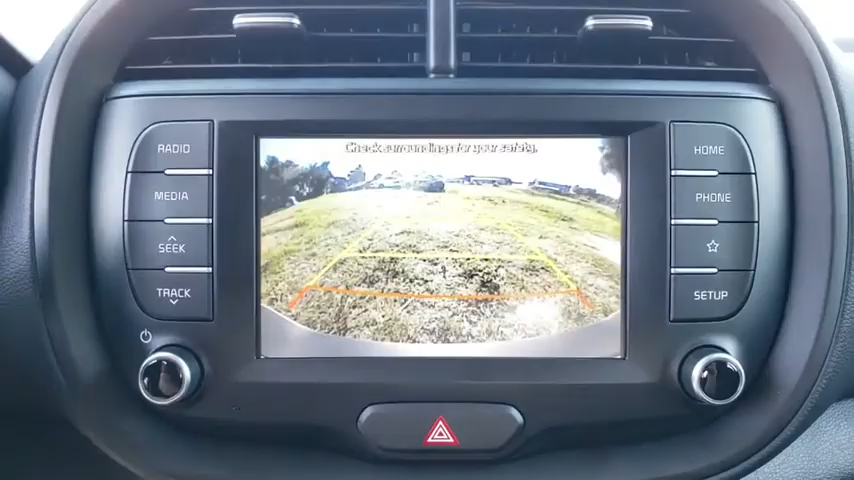 Check surroundings for your safety.
RADIO
MEDIA
SEEK
TRACK
HOME
PHONE
SETUP